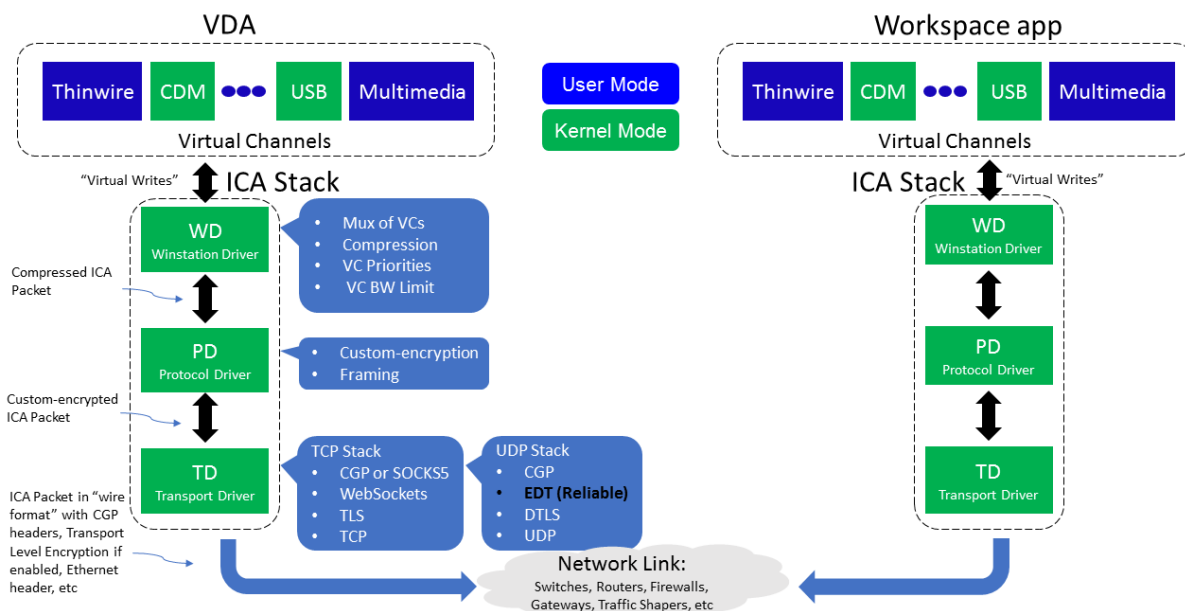 VDA
Thinwire
CDM
USB
Multimedia
Virtual Channels
User Mode
Kernel Mode
Workspace app
Thinwire
CDM
USB
Multimedia
Virtual Channels
“Virtual Writes”
ICA Stack
WD
Winstation Driver
• Mux of VCs
• Compression
• VC Priorities
• VC BW Limit
Compressed ICA
Packet
PD
Protocol Driver
• Custom-encryption
• Framing
Custom-encrypted
ICA Packet
TD
Transport Driver
TCP Stack
• CGP or SOCKS5
• WebSockets
• TLS
• TCP
UDP Stack
• CGP
• EDT (Reliable)
• DTLS
• UDP
ICA Packet in “wire
format” with CGP
headers, Transport
Level Encryption if
enabled, Ethernet
header, etc
Network Link:
Switches, Routers, Firewalls,
Gateways, Traffic Shapers, etc
ICA Stack
“Virtual Writes”
WD
Winstation Driver
PD
Protocol Driver
TD
Transport Driver